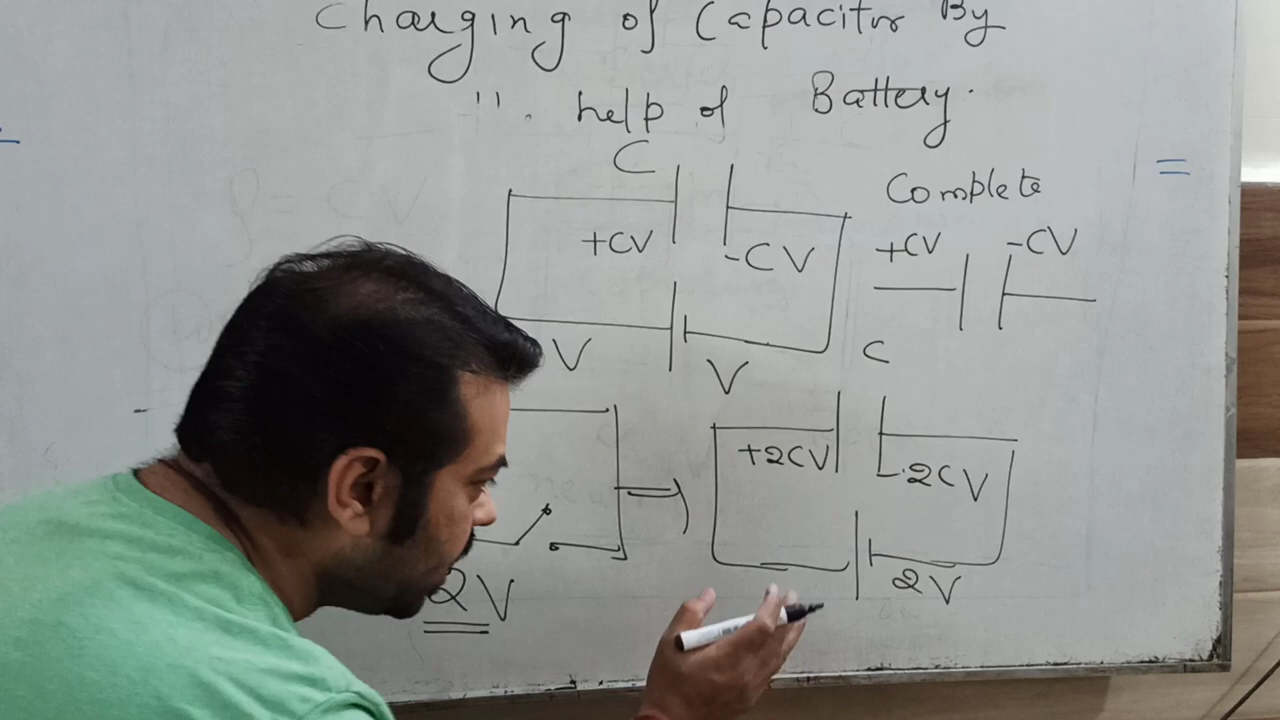 Charging of Capacitor By
". help of Battery.
C
Complete
+CV -CV
+CV -CV
V V
C
+2CV -2CV
2V 2V